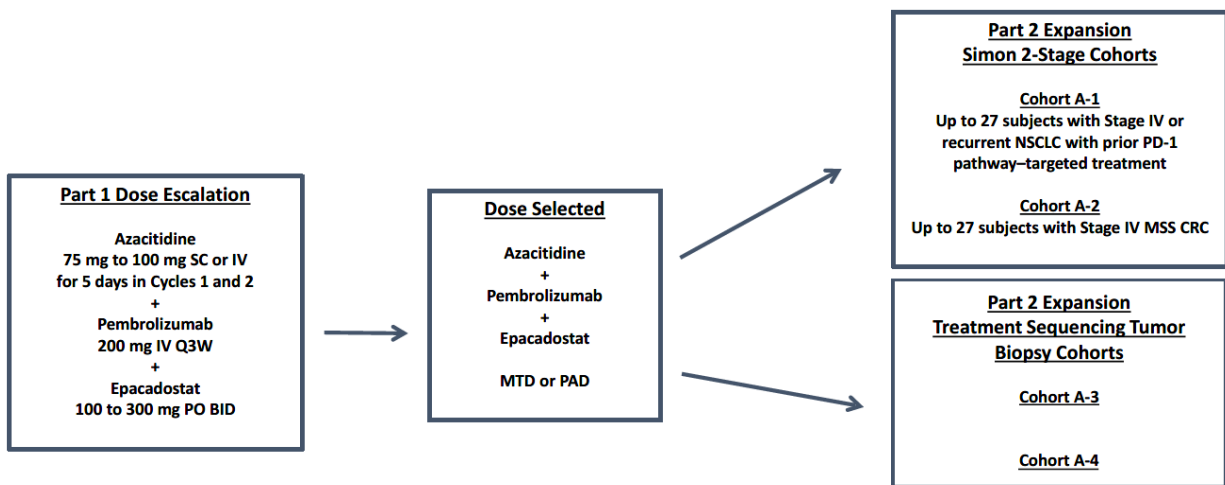 Part 1 Dose Escalation
Azacitidine
75 mg to 100 mg SC or IV
for 5 days in Cycles 1 and 2
+
Pembrolizumab
200 mg IV Q3W
+
Epacadostat
100 to 300 mg PO BID
Dose Selected
Azacitidine
+
Pembrolizumab
+
Epacadostat
MTD or PAD
Part 2 Expansion
Simon 2-Stage Cohorts
Cohort A-1
Up to 27 subjects with Stage IV or
recurrent NSCLC with prior PD-1
pathway–targeted treatment
Cohort A-2
Up to 27 subjects with Stage IV MSS CRC
Part 2 Expansion
Treatment Sequencing Tumor
Biopsy Cohorts
Cohort A-3
Cohort A-4